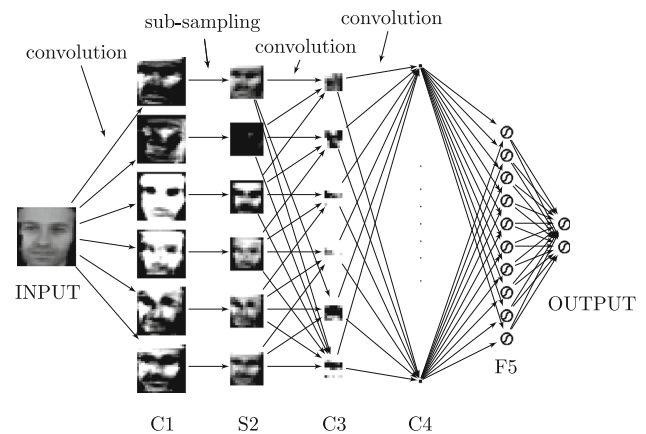 sub-sampling
convolution
convolution
convolution
INPUT
OUTPUT
F5
C1
S2
C3
C4